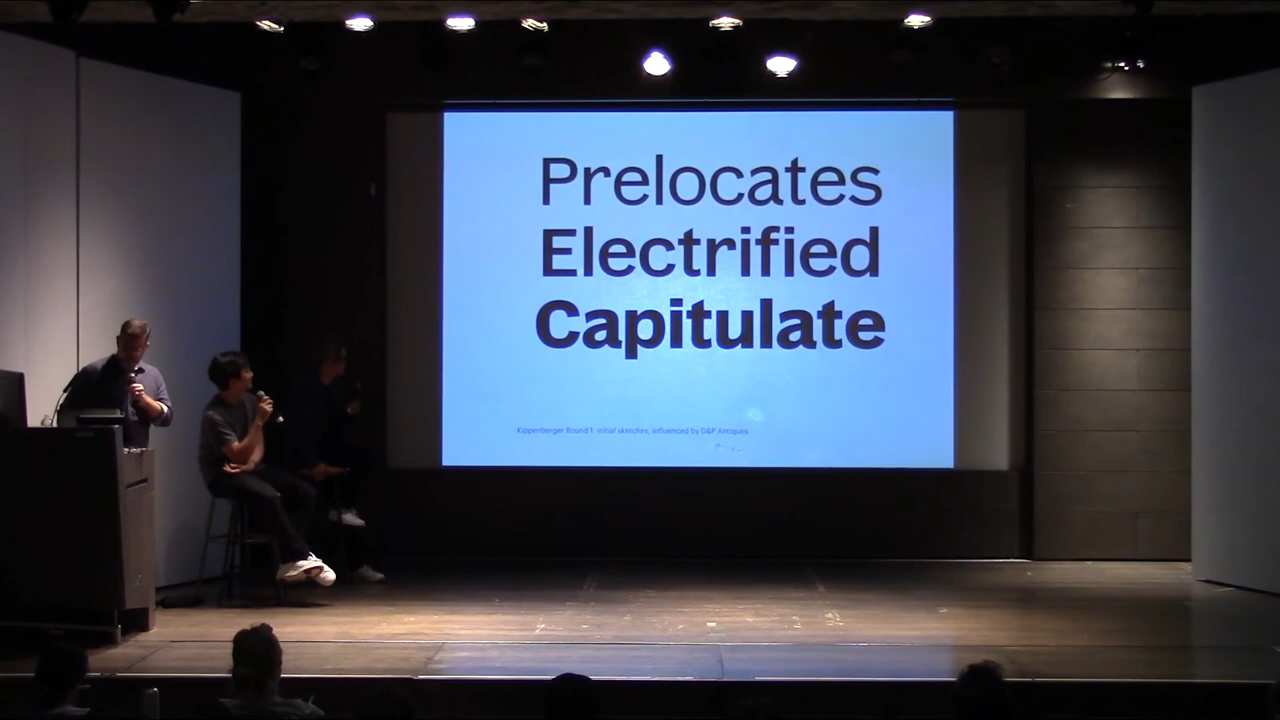 Prelocates
Electrified
Capitulate
Kippenberger Round 1: initial sketches, influenced by D&P Antiques.